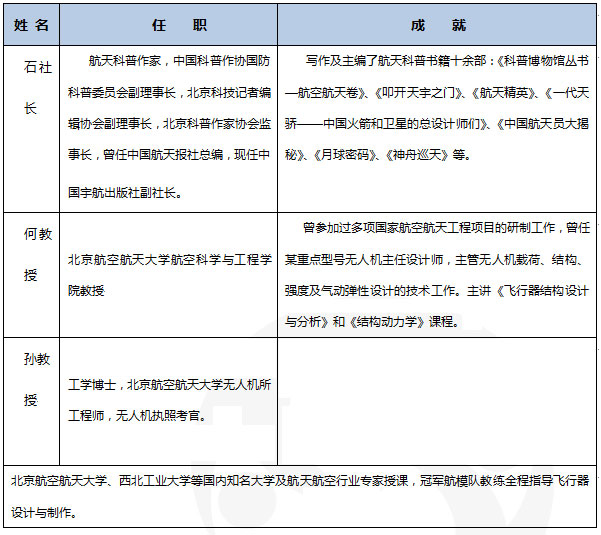 姓 名
任 职
成 就
石社
长
航天科普作家，中国科普作协国防
科普委员会副理事长，北京科技记者编
辑协会副理事长，北京科普作家协会监
事长，曾任中国航天报社总编，现任中
国宇航出版社副社长。
写作及主编了航天科普书籍十余部：《科普博物馆丛书
—航空航天卷》、《叩开天宇之门》、《航天精英》、《一代天
骄——中国火箭和卫星的总设计师们》、《中国航天员大揭
秘》、《月球密码》、《神舟巡天》等。
何教
授
北京航空航天大学航空科学与工程学
院教授
曾参加过多项国家航空航天工程项目的研制工作，曾任
某重点型号无人机主任设计师，主管无人机载荷、结构、
强度及气动弹性设计的技术工作。主讲《飞行器结构设计
与分析》和《结构动力学》课程。
孙教
授
工学博士，北京航空航天大学无人机所
工程师，无人机执照考官。
北京航空航天大学、西北工业大学等国内知名大学及航天航空行业专家授课，冠军航模队教练全程指导飞行器
设计与制作。